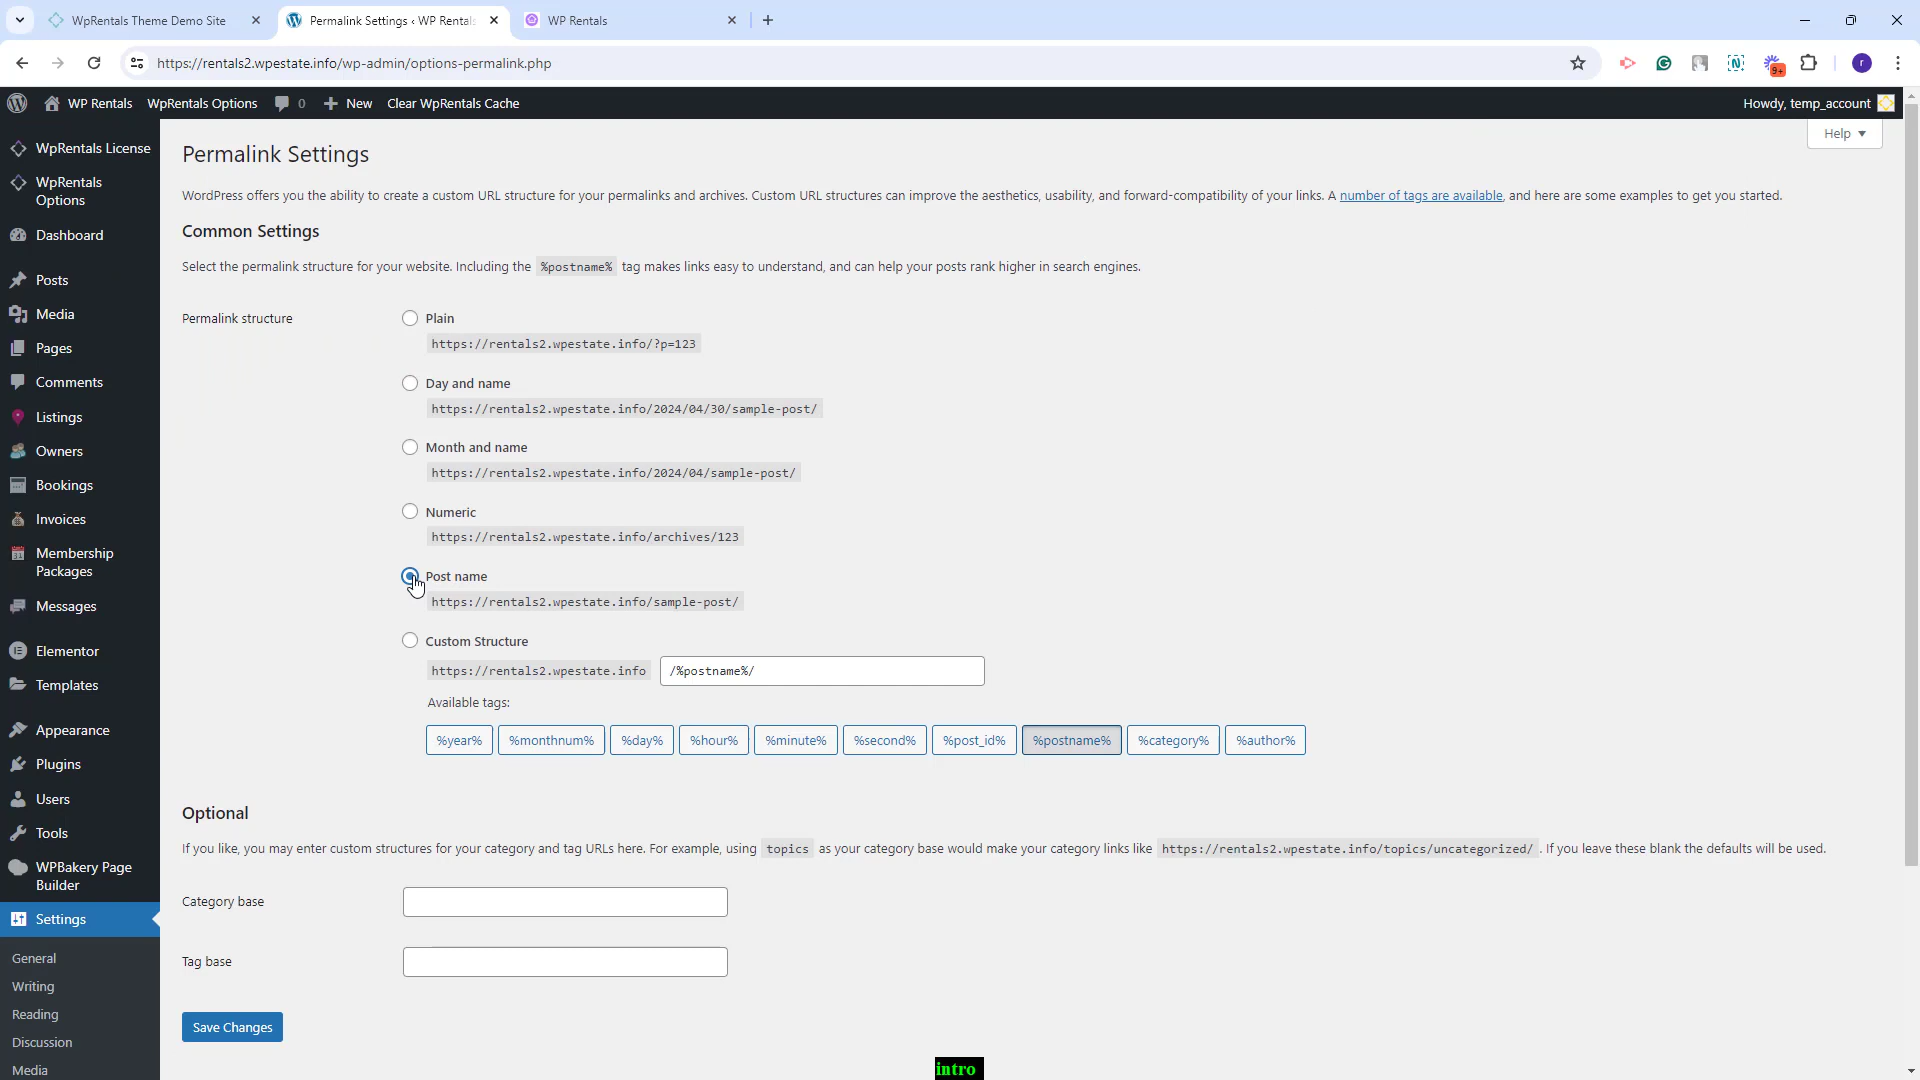 WpRentals Theme Demo Site
Permalink Settings ‹ WP Rentals
WP Rentals
https://rentals2.wpestate.info/wp-admin/options-permalink.php
9+
r
WP Rentals
WpRentals Options
0
New
Clear WpRentals Cache
Howdy, temp_account
Help
WpRentals License
WpRentals
Options
Dashboard
Posts
Media
Pages
Comments
Listings
Owners
Bookings
Invoices
Membership
Packages
Messages
Elementor
Templates
Appearance
Plugins
Users
Tools
WPBakery Page
Builder
Settings
General
Writing
Reading
Discussion
Media
Permalink Settings
WordPress offers you the ability to create a custom URL structure for your permalinks and archives. Custom URL structures can improve the aesthetics, usability, and forward-compatibility of your links. A number of tags are available, and here are some examples to get you started.
Common Settings
Select the permalink structure for your website. Including the %postname% tag makes links easy to understand, and can help your posts rank higher in search engines.
Permalink structure
Plain
https://rentals2.wpestate.info/?p=123
Day and name
https://rentals2.wpestate.info/2024/04/30/sample-post/
Month and name
https://rentals2.wpestate.info/2024/04/sample-post/
Numeric
https://rentals2.wpestate.info/archives/123
Post name
https://rentals2.wpestate.info/sample-post/
Custom Structure
https://rentals2.wpestate.info /%postname%/
Available tags:
%year% %monthnum% %day% %hour% %minute% %second% %post_id% %postname% %category% %author%
Optional
If you like, you may enter custom structures for your category and tag URLs here. For example, using topics as your category base would make your category links like https://rentals2.wpestate.info/topics/uncategorized/ . If you leave these blank the defaults will be used.
Category base
Tag base
Save Changes
intro